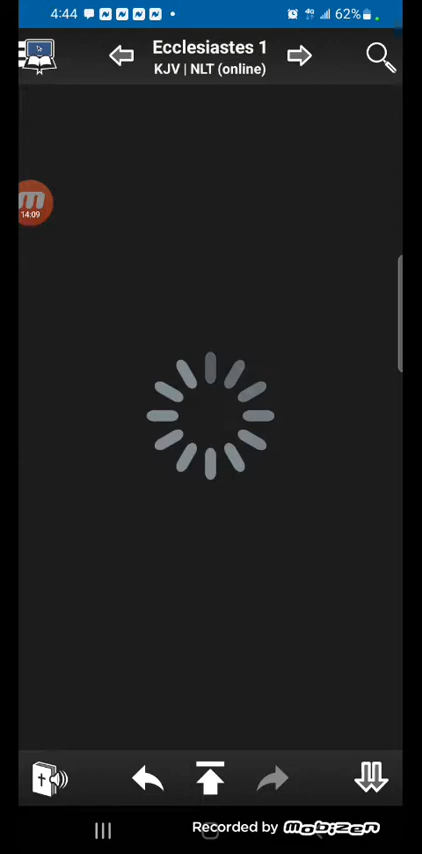 4:44
62%
Ecclesiastes 1
KJV | NLT (online)
14:09
Recorded by MOBIZEN